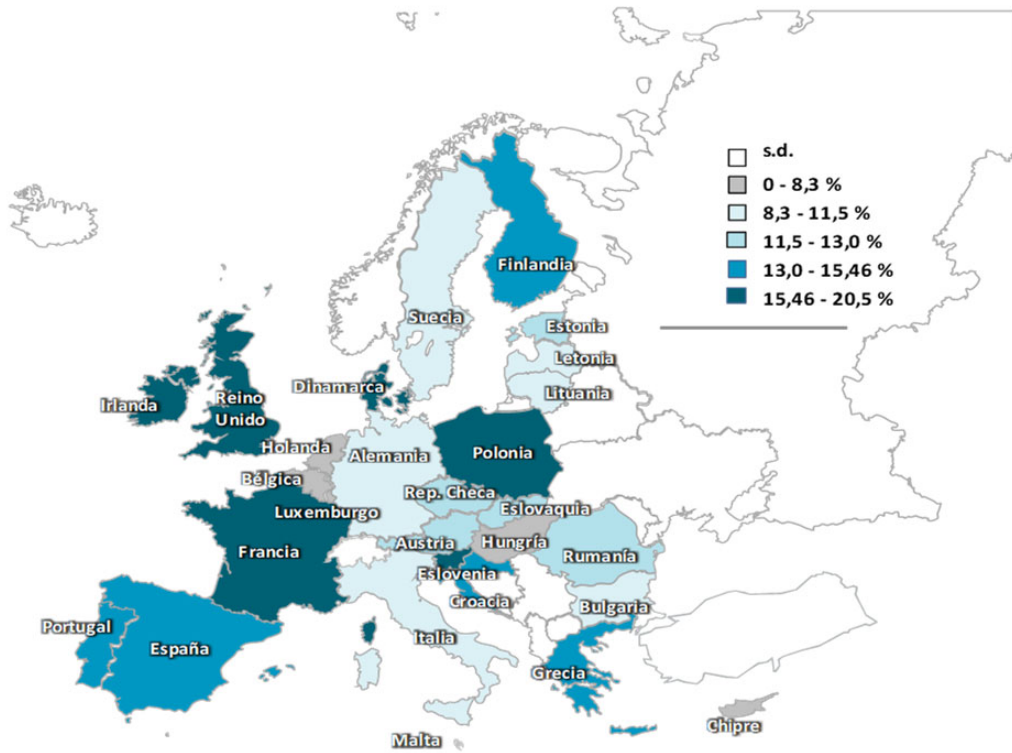 s.d.
0 - 8,3 %
8,3 - 11,5 %
11,5 - 13,0 %
13,0 - 15,46 %
15,46 - 20,5 %
Finlandia
Suecia
Estonia
Letonia
Dinamarca
Lituania
Irlanda
Reino
Unido
Holanda
Alemania
Polonia
Bélgica
Rep. Checa
Luxemburgo
Eslovaquia
Francia
Austria
Hungría
Rumanía
Eslovenia
Croacia
Bulgaria
Portugal
España
Italia
Grecia
Malta
Chipre